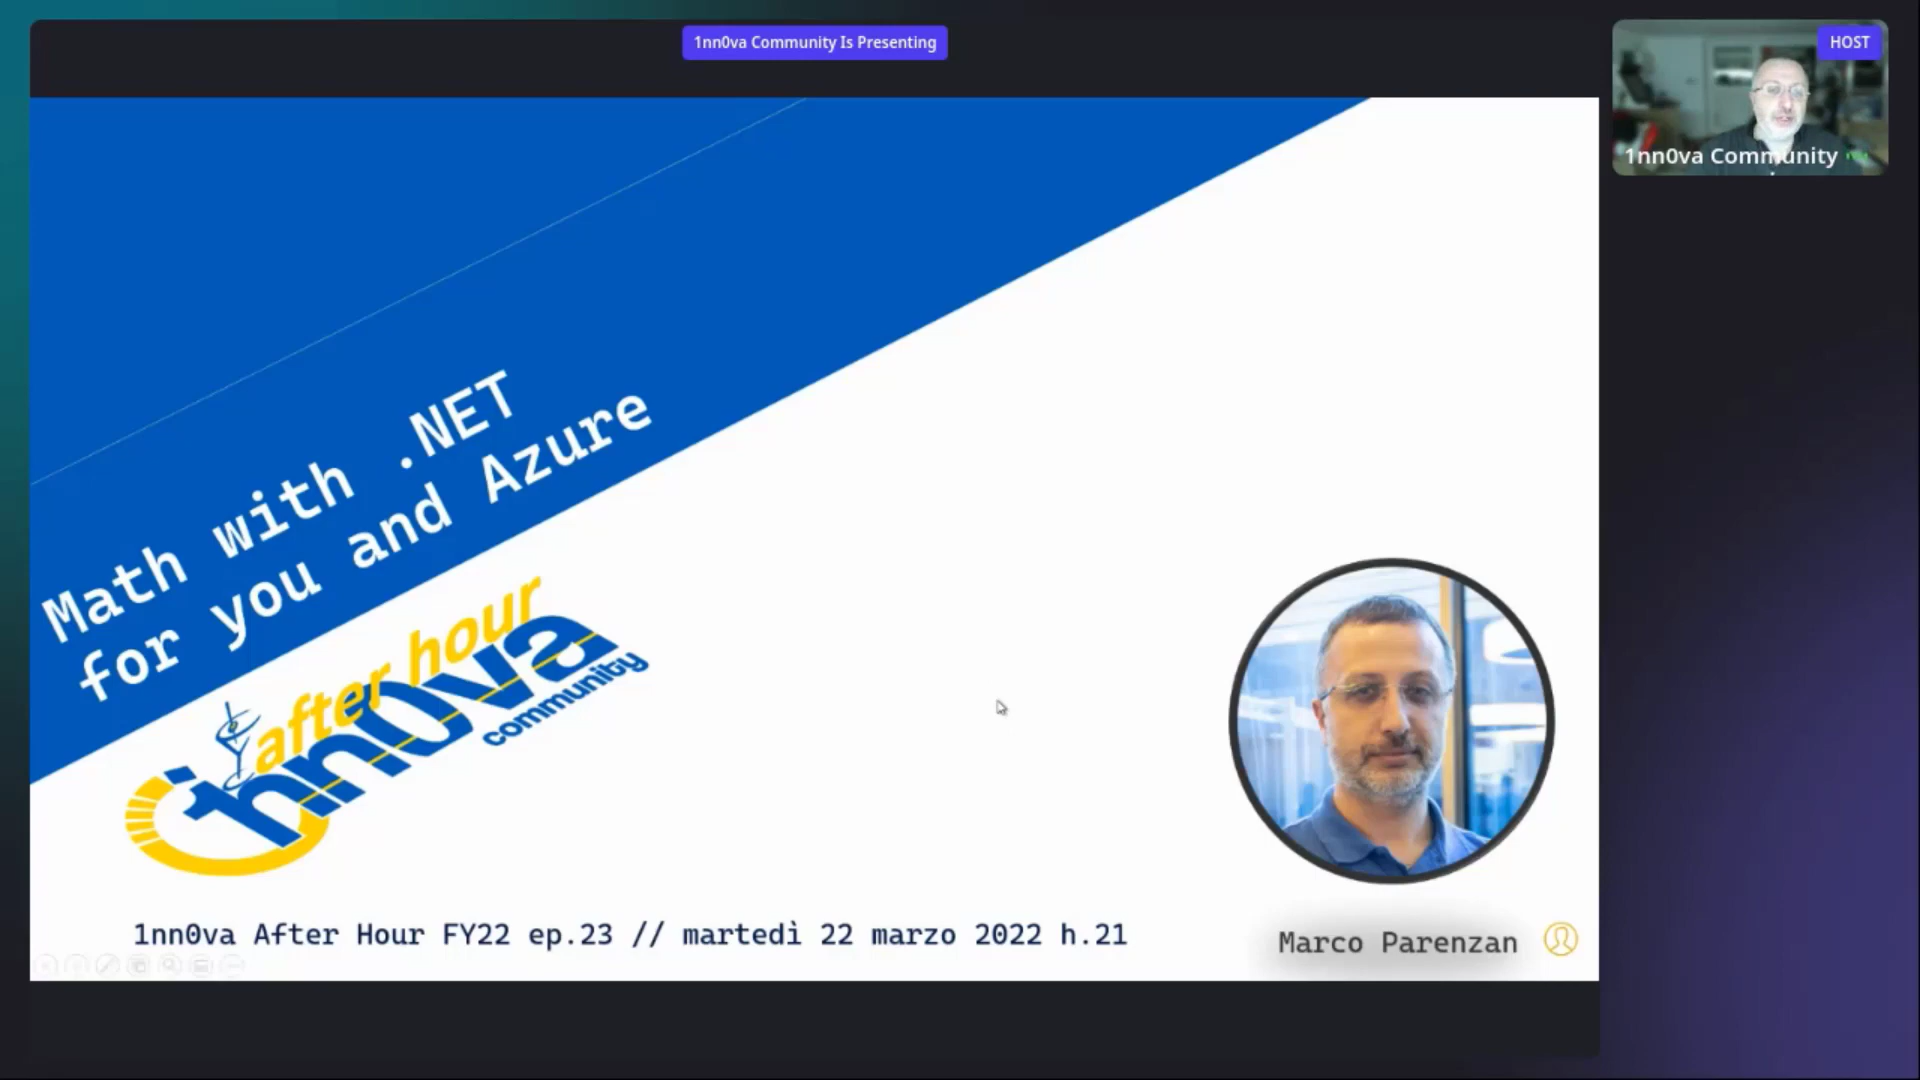 1nn0va Community Is Presenting
HOST
1nn0va Community
Math with .NET
for you and Azure
after hour
1nn0va
community
1nn0va After Hour FY22 ep.23 // martedì 22 marzo 2022 h.21
Marco Parenzan